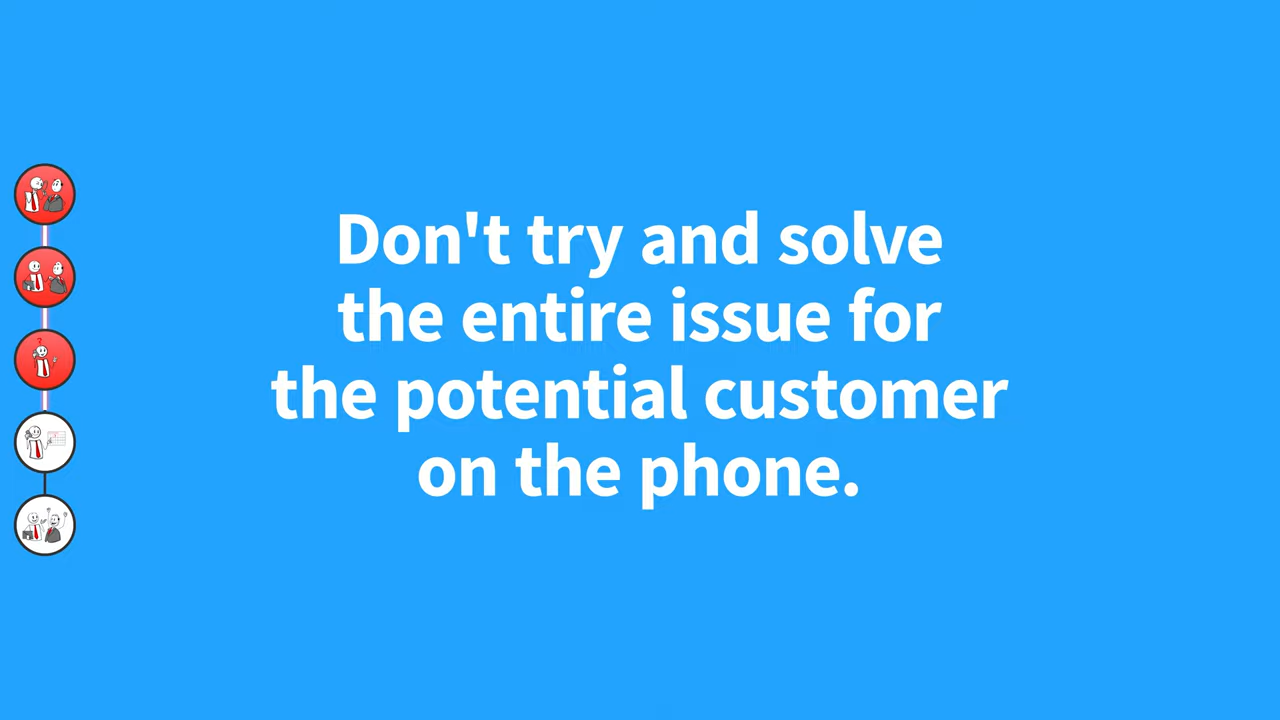 Don't try and solve
the entire issue for
the potential customer
on the phone.